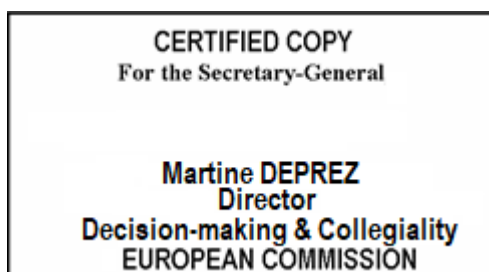 CERTIFIED COPY
For the Secretary-General
Martine DEPREZ
Director
Decision-making & Collegiality
EUROPEAN COMMISSION